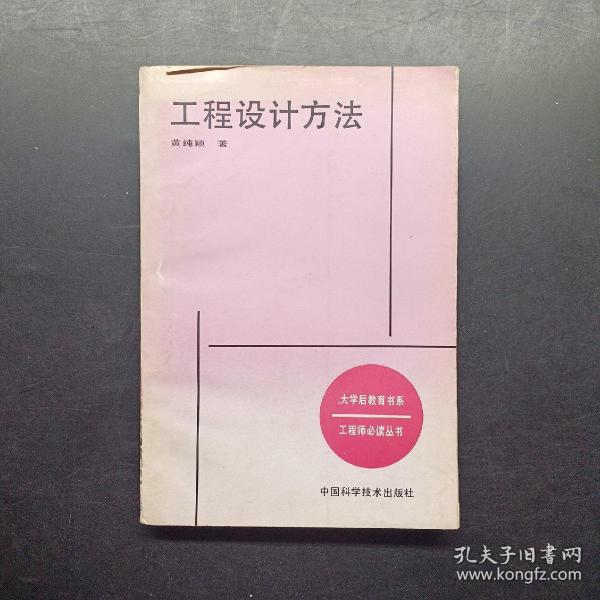 工程设计方法
黄纯颖 著
大学后教育书系
工程师必读丛书
中国科学技术出版社
孔夫子旧书网
www.kongfz.com